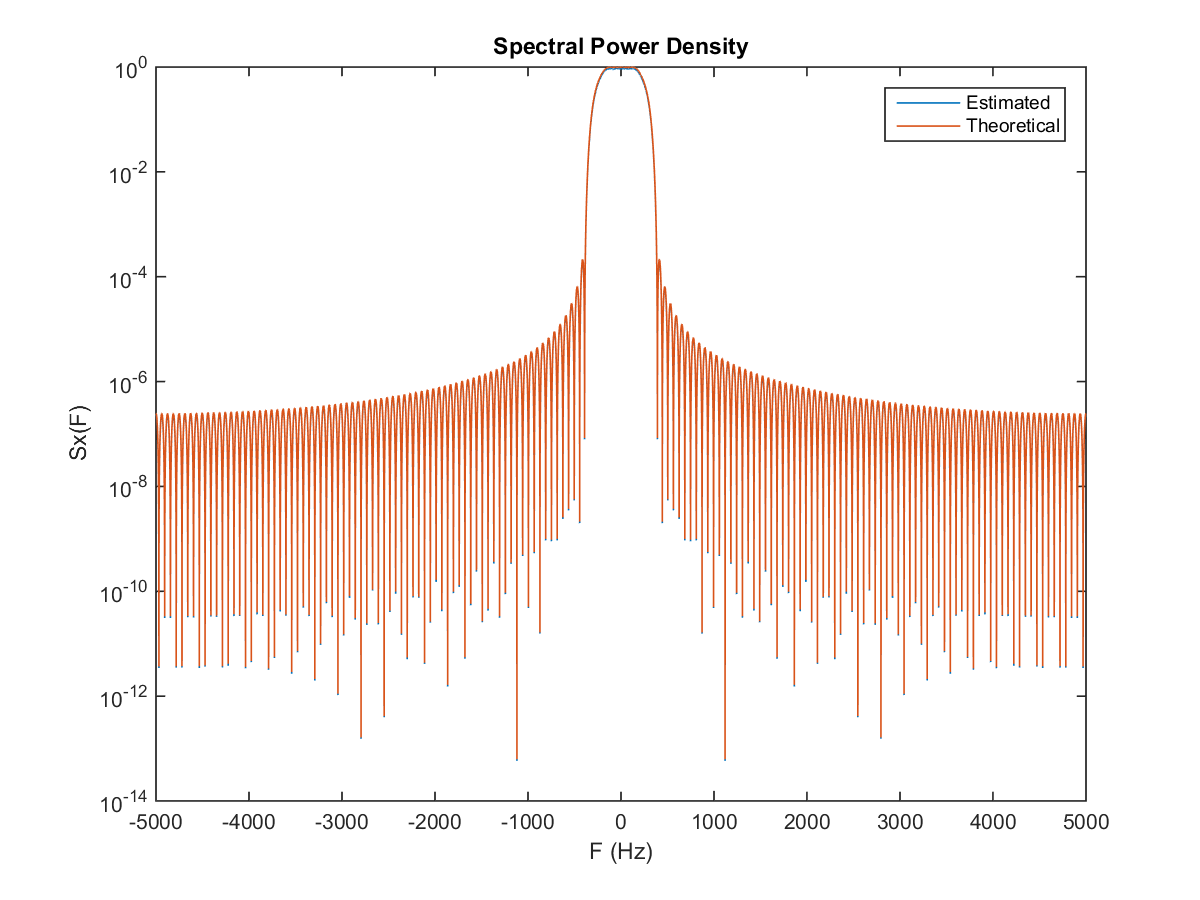 Spectral Power Density
10^0
10^-2
10^-4
10^-6
10^-8
10^-10
10^-12
10^-14
Sx(F)
Estimated
Theoretical
-5000 -4000 -3000 -2000 -1000 0 1000 2000 3000 4000 5000
F (Hz)